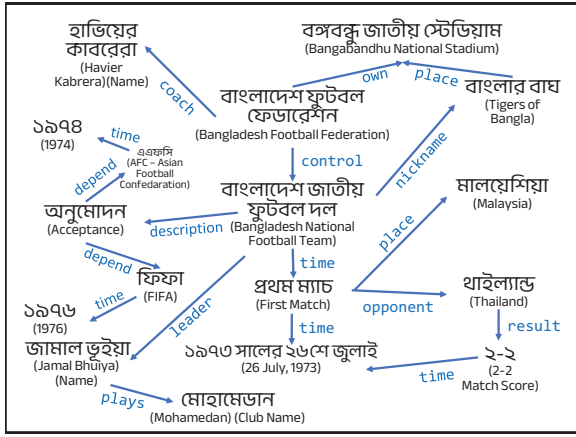 হাভিয়ের
কাবরেরা
(Havier
Kabrera)(Name)
বঙ্গবন্ধু জাতীয় স্টেডিয়াম
(Bangabandhu National Stadium)
coach
own
place
বাংলাদেশ ফুটবল
ফেডারেশন
(Bangladesh Football Federation)
বাংলার বাঘ
(Tigers of
Bangla)
১৯৭৪
(1974)
time
এএফসি
(AFC – Asian
Football
Confedaration)
control
nickname
depend
বাংলাদেশ জাতীয়
ফুটবল দল
(Bangladesh National
Football Team)
মালয়েশিয়া
(Malaysia)
অনুমোদন
(Acceptance)
description
place
depend
ফিফা
(FIFA)
time
প্রথম ম্যাচ
(First Match)
opponent
থাইল্যান্ড
(Thailand)
১৯৭৬
(1976)
time
leader
time
result
জামাল ভূইয়া
(Jamal Bhuiya)
(Name)
১৯৭৩ সালের ২৬শে জুলাই
(26 July, 1973)
time
২-২
(2-2
Match Score)
plays
মোহামেডান
(Mohamedan) (Club Name)